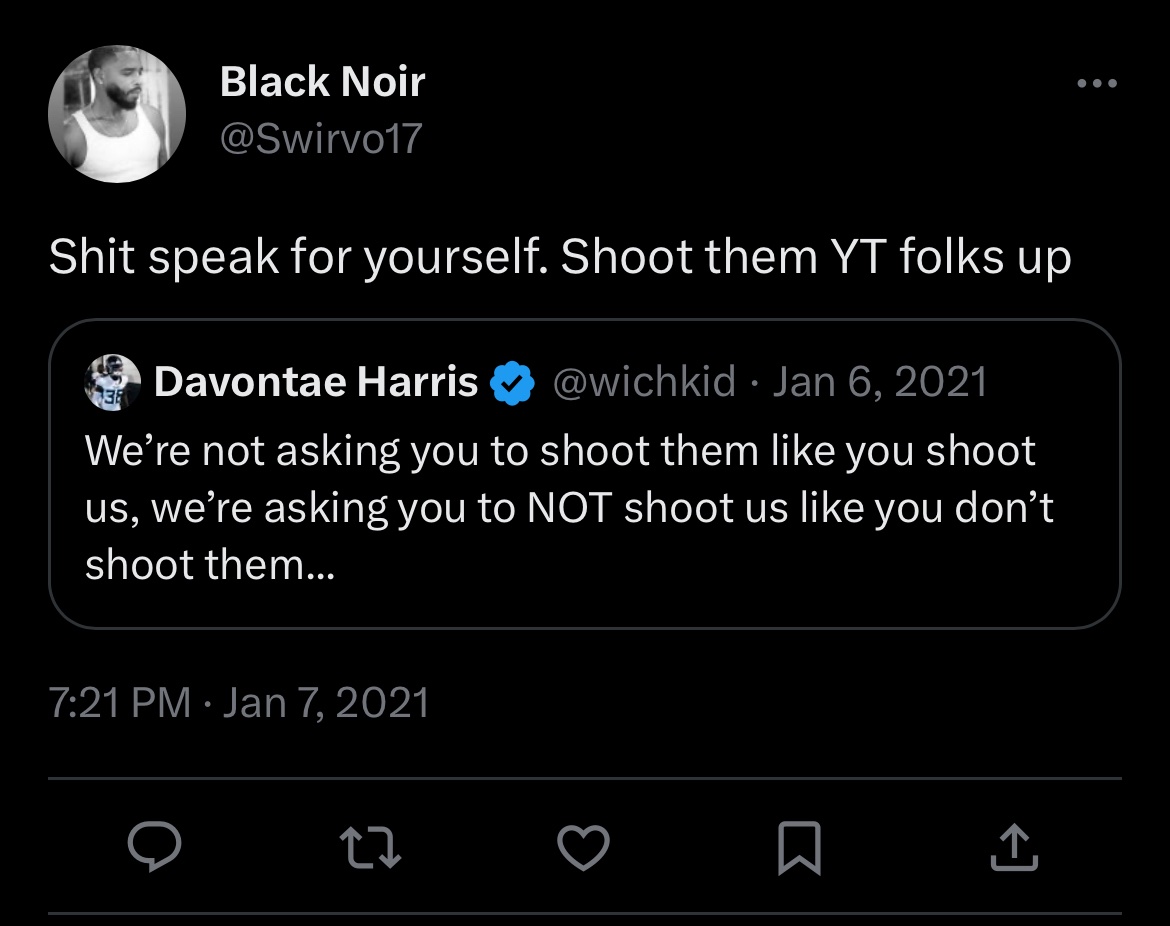 Black Noir
@Swirvo17
Shit speak for yourself. Shoot them YT folks up
Davontae Harris @wichkid · Jan 6, 2021
We’re not asking you to shoot them like you shoot
us, we’re asking you to NOT shoot us like you don’t
shoot them...
7:21 PM · Jan 7, 2021